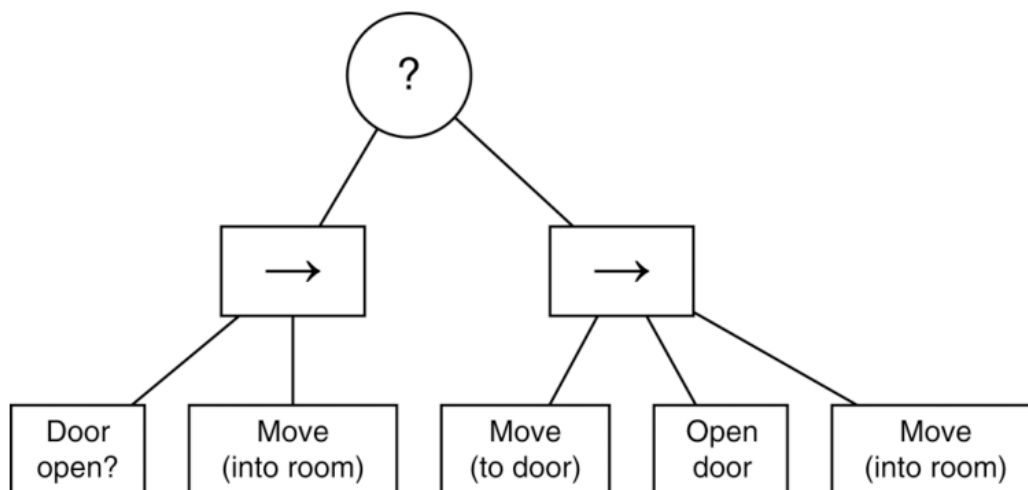 ?
→
→
Door
open?
Move
(into room)
Move
(to door)
Open
door
Move
(into room)